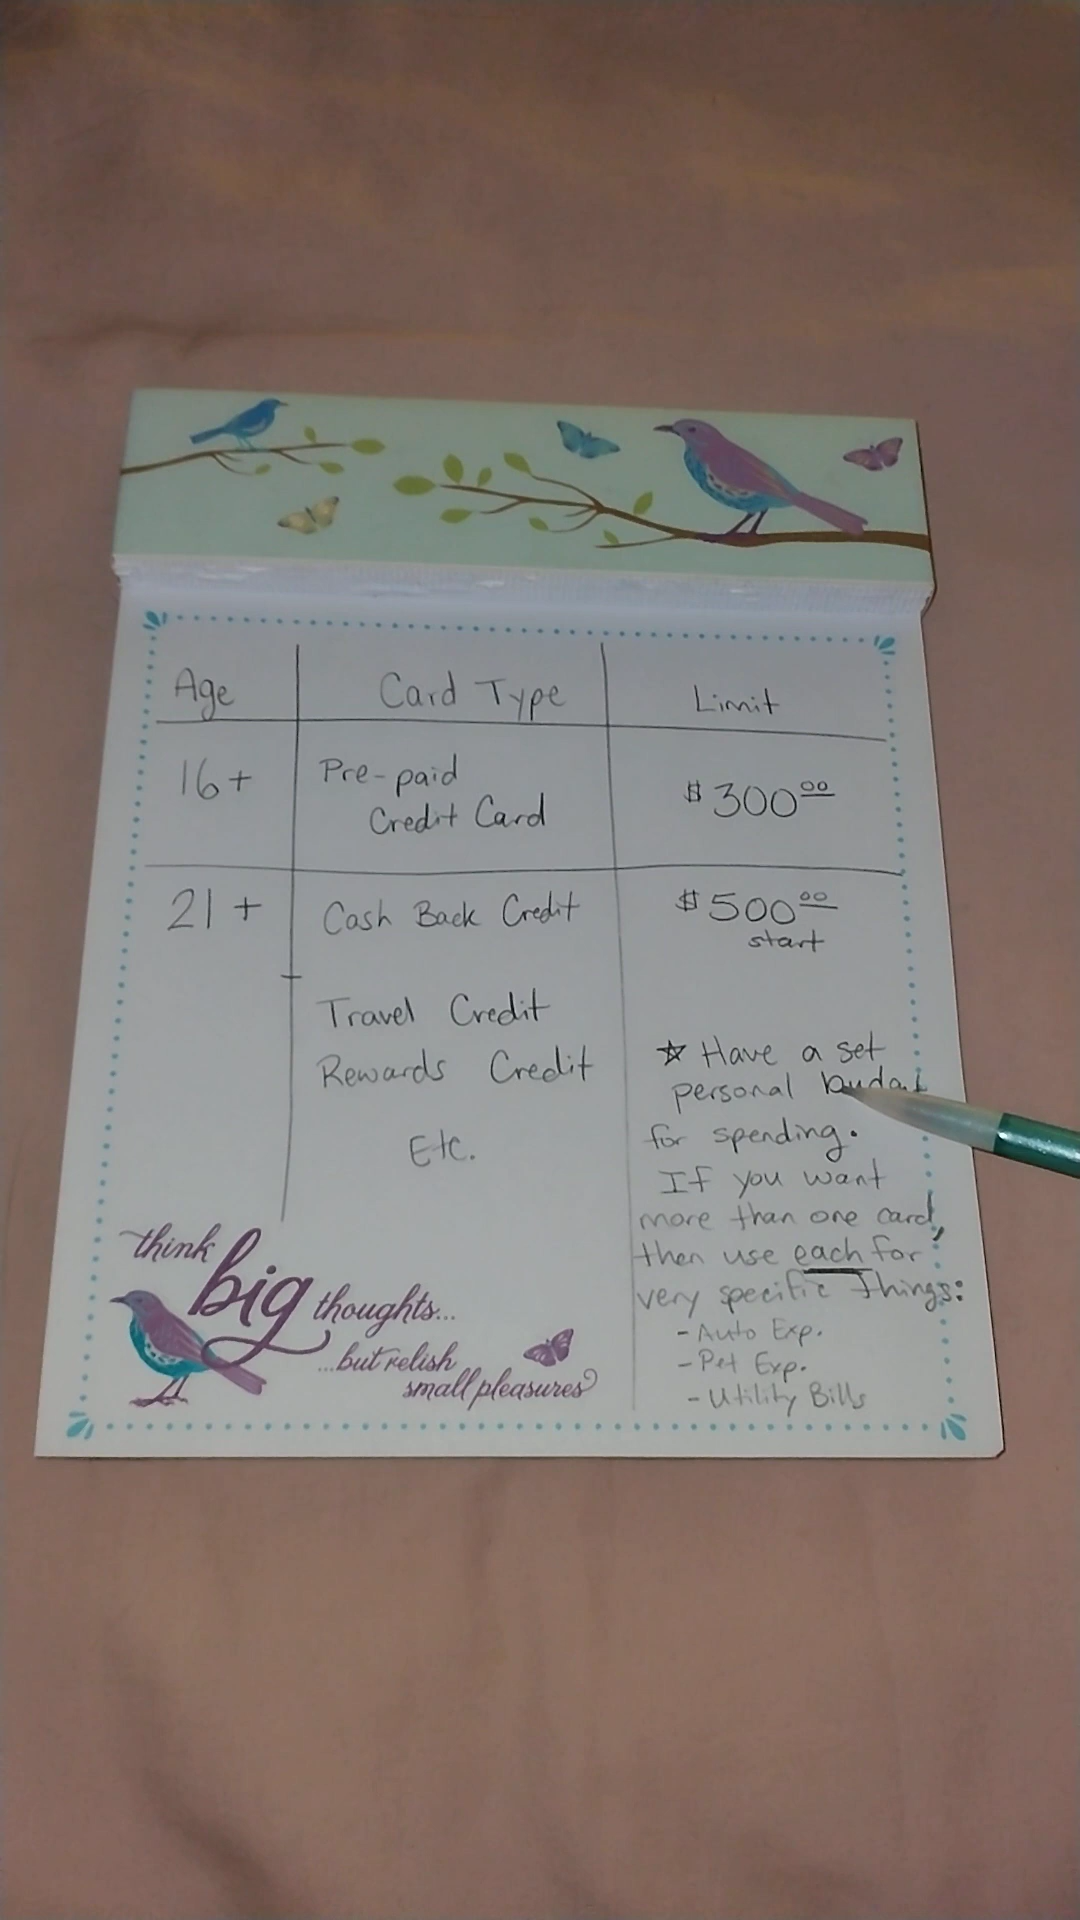 Age Card Type Limit
16+ Pre-paid
Credit Card
$300.00
21+ Cash Back Credit
$500.00
start
Travel Credit
Rewards Credit
Etc.
☆ Have a set
personal
for spending.
If you want
more than one card,
then use each for
very specific Things:
- Auto Exp.
- Pet Exp.
- Utility Bills
think big thoughts...
...but relish
small pleasures